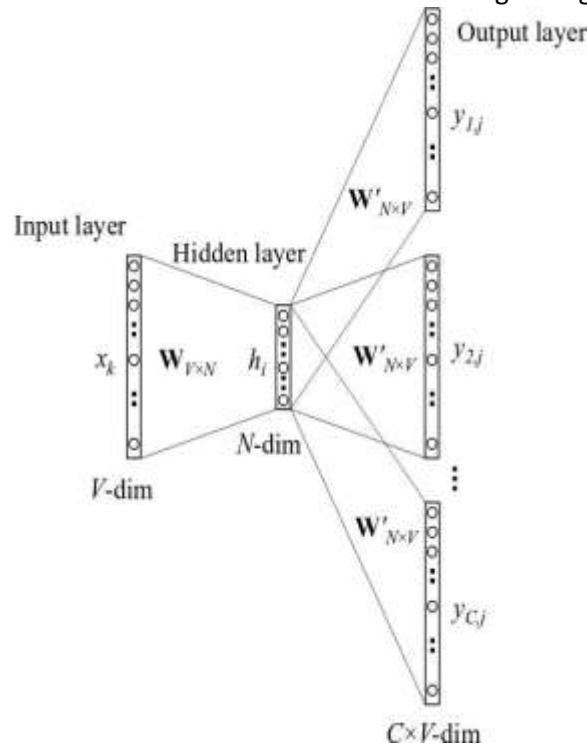 Output layer
y1,j
W'N×V
Input layer
Hidden layer
xk
WV×N
hi
W'N×V
y2,j
N-dim
V-dim
W'N×V
yC,j
C×V-dim